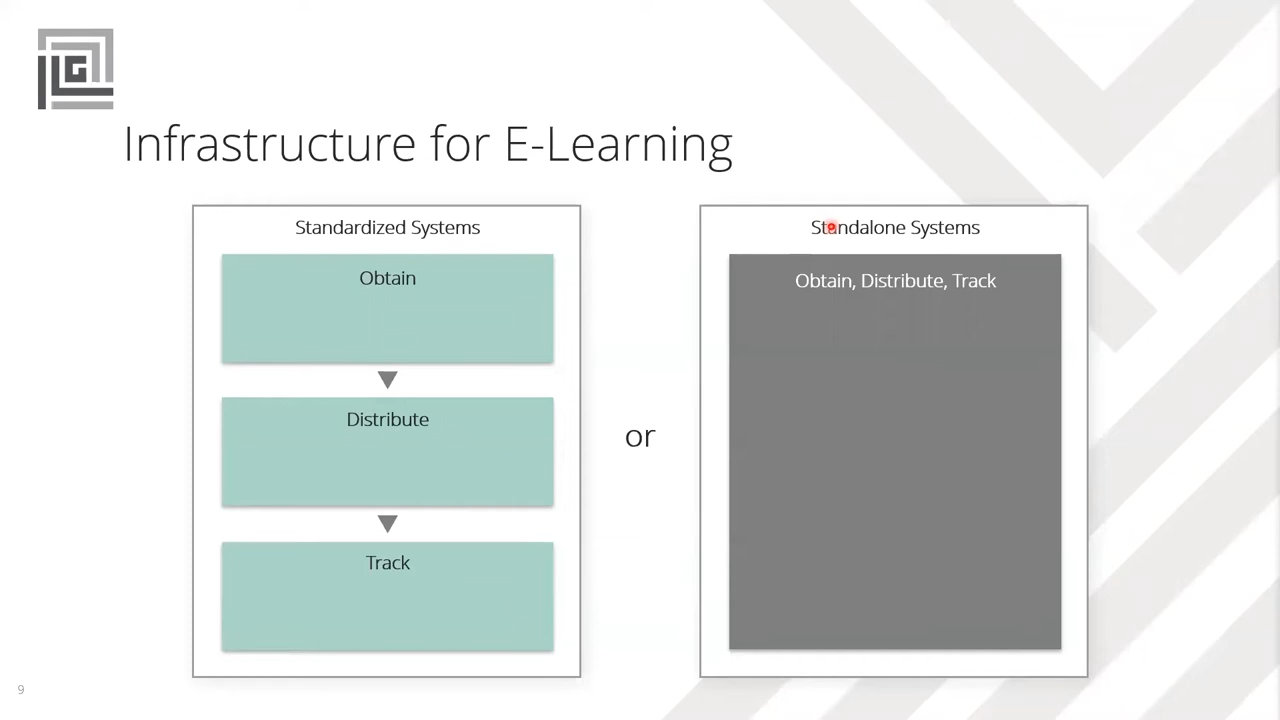 Infrastructure for E-Learning
Standardized Systems
Obtain
Distribute
Track
or
Standalone Systems
Obtain, Distribute, Track
9